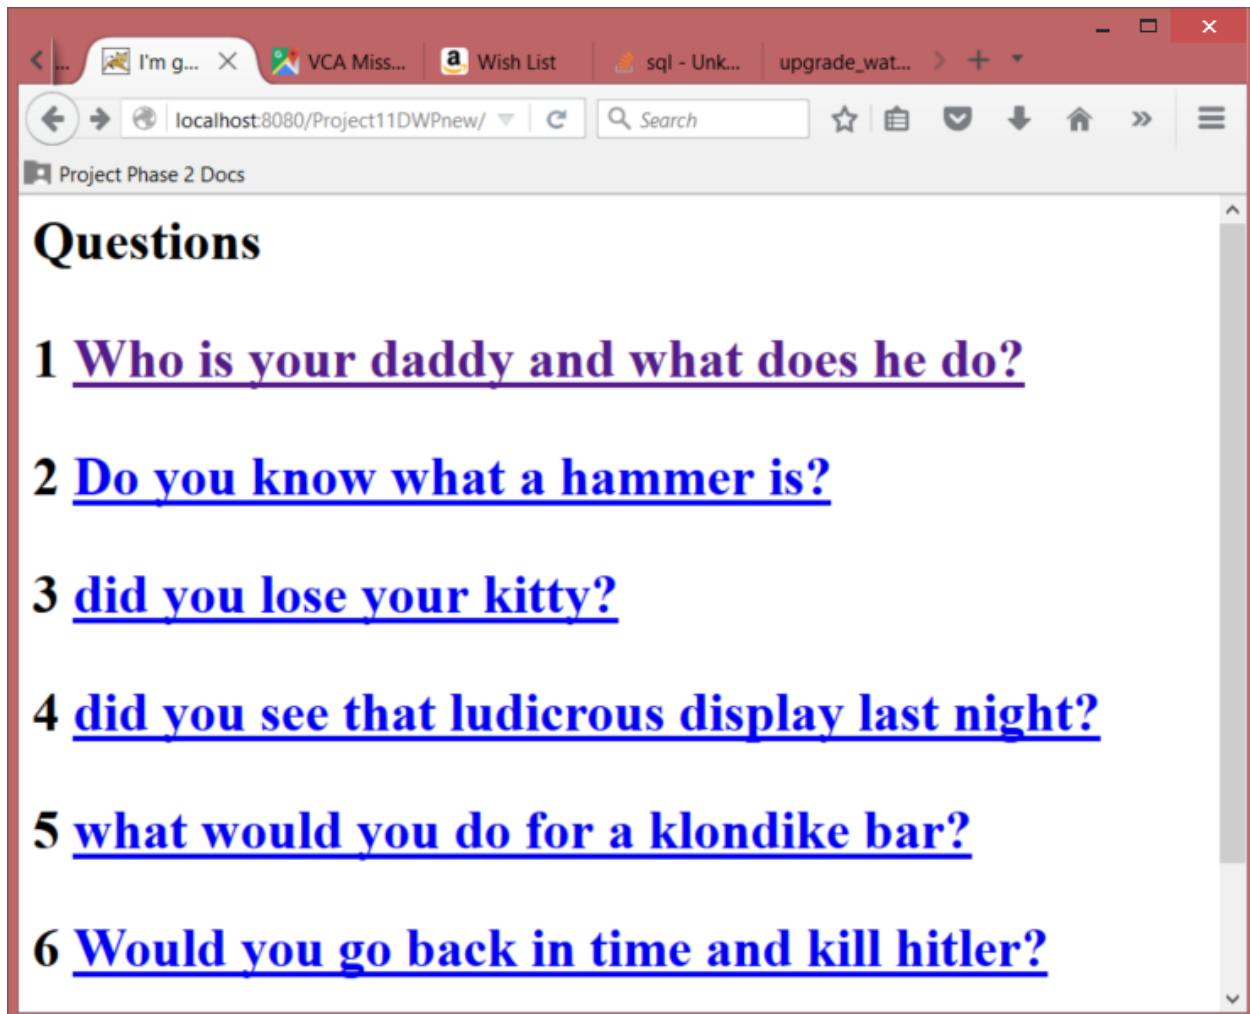 ... I'm g... VCA Miss... a Wish List sql - Unk... upgrade_wat...
localhost:8080/Project11DWPnew/ Search
Project Phase 2 Docs
Questions
1 Who is your daddy and what does he do?
2 Do you know what a hammer is?
3 did you lose your kitty?
4 did you see that ludicrous display last night?
5 what would you do for a klondike bar?
6 Would you go back in time and kill hitler?